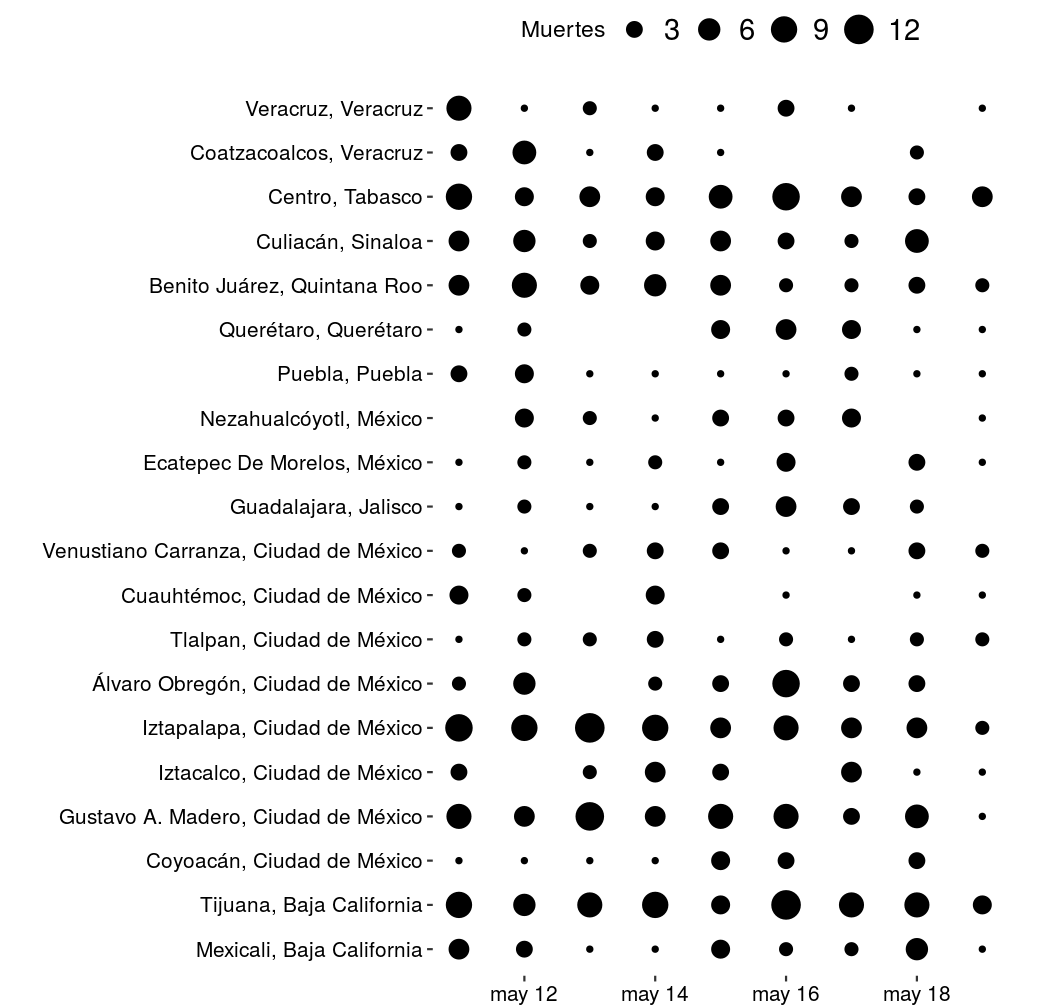 Muertes 3 6 9 12
Veracruz, Veracruz
Coatzacoalcos, Veracruz
Centro, Tabasco
Culiacán, Sinaloa
Benito Juárez, Quintana Roo
Querétaro, Querétaro
Puebla, Puebla
Nezahualcóyotl, México
Ecatepec De Morelos, México
Guadalajara, Jalisco
Venustiano Carranza, Ciudad de México
Cuauhtémoc, Ciudad de México
Tlalpan, Ciudad de México
Álvaro Obregón, Ciudad de México
Iztapalapa, Ciudad de México
Iztacalco, Ciudad de México
Gustavo A. Madero, Ciudad de México
Coyoacán, Ciudad de México
Tijuana, Baja California
Mexicali, Baja California
may 12 may 14 may 16 may 18